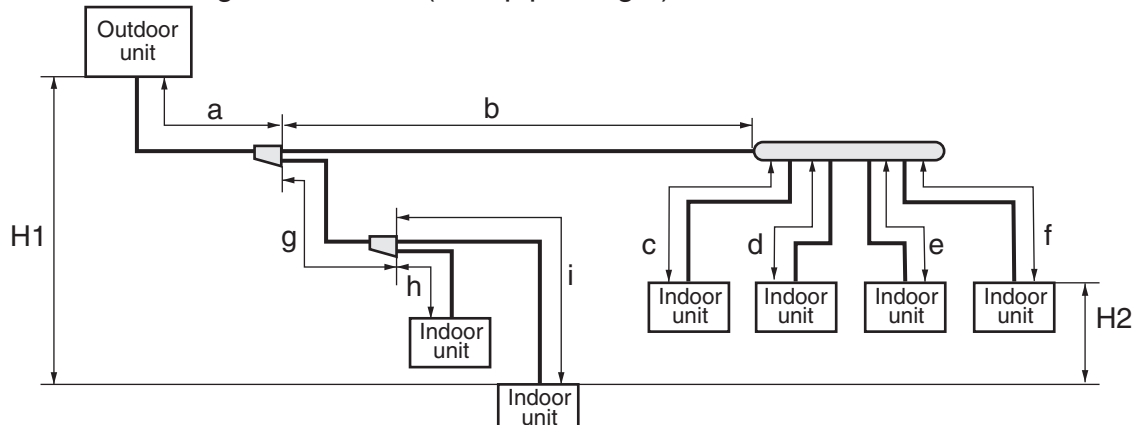 Outdoor
unit
a
b
H1
g
c
d
e
f
h
i
Indoor
unit
Indoor
unit
Indoor
unit
Indoor
unit
H2
Indoor
unit
Indoor
unit